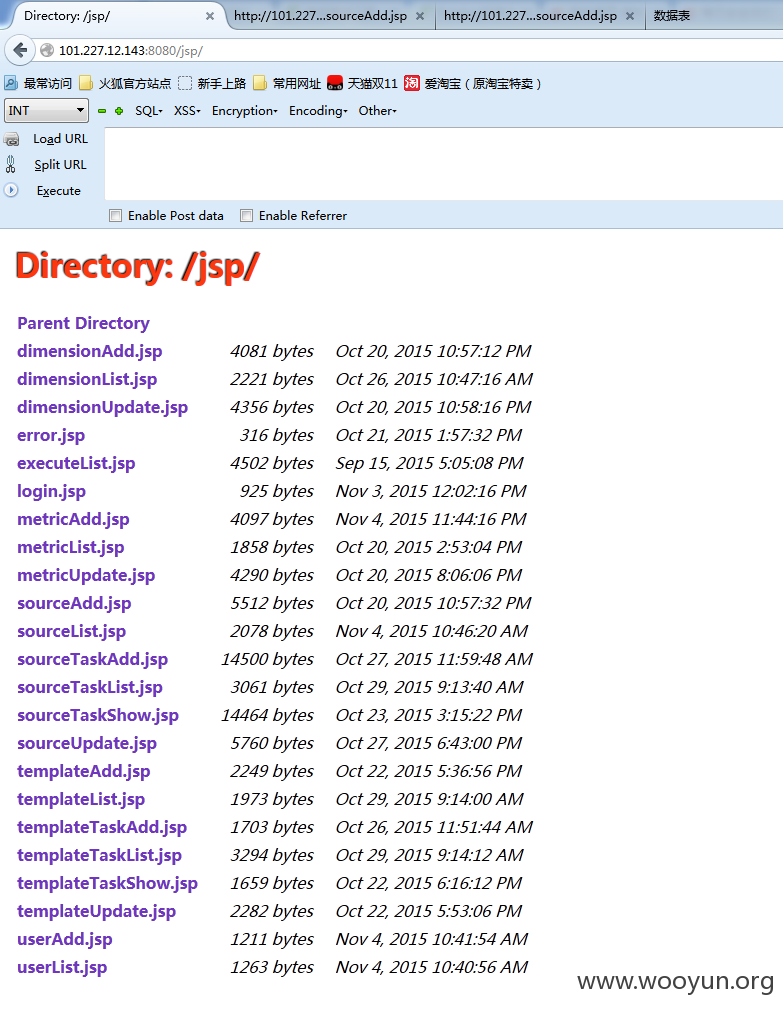 Directory: /jsp/ × http://101.227...sourceAdd.jsp × http://101.227...sourceAdd.jsp × 数据表
101.227.12.143:8080/jsp/
最常访问 火狐官方站点 新手上路 常用网址 天猫双11 淘 爱淘宝（原淘宝特卖）
INT SQL XSS Encryption Encoding Other
Load URL
Split URL
Execute
Enable Post data Enable Referrer
Directory: /jsp/
Parent Directory
dimensionAdd.jsp 4081 bytes Oct 20, 2015 10:57:12 PM
dimensionList.jsp 2221 bytes Oct 26, 2015 10:47:16 AM
dimensionUpdate.jsp 4356 bytes Oct 20, 2015 10:58:16 PM
error.jsp 316 bytes Oct 21, 2015 1:57:32 PM
executeList.jsp 4502 bytes Sep 15, 2015 5:05:08 PM
login.jsp 925 bytes Nov 3, 2015 12:02:16 PM
metricAdd.jsp 4097 bytes Nov 4, 2015 11:44:16 PM
metricList.jsp 1858 bytes Oct 20, 2015 2:53:04 PM
metricUpdate.jsp 4290 bytes Oct 20, 2015 8:06:06 PM
sourceAdd.jsp 5512 bytes Oct 20, 2015 10:57:32 PM
sourceList.jsp 2078 bytes Nov 4, 2015 10:46:20 AM
sourceTaskAdd.jsp 14500 bytes Oct 27, 2015 11:59:48 AM
sourceTaskList.jsp 3061 bytes Oct 29, 2015 9:13:40 AM
sourceTaskShow.jsp 14464 bytes Oct 23, 2015 3:15:22 PM
sourceUpdate.jsp 5760 bytes Oct 27, 2015 6:43:00 PM
templateAdd.jsp 2249 bytes Oct 22, 2015 5:36:56 PM
templateList.jsp 1973 bytes Oct 29, 2015 9:14:00 AM
templateTaskAdd.jsp 1703 bytes Oct 26, 2015 11:51:44 AM
templateTaskList.jsp 3294 bytes Oct 29, 2015 9:14:12 AM
templateTaskShow.jsp 1659 bytes Oct 22, 2015 6:16:12 PM
templateUpdate.jsp 2282 bytes Oct 22, 2015 5:53:06 PM
userAdd.jsp 1211 bytes Nov 4, 2015 10:41:54 AM
userList.jsp 1263 bytes Nov 4, 2015 10:40:56 AM
www.wooyun.org